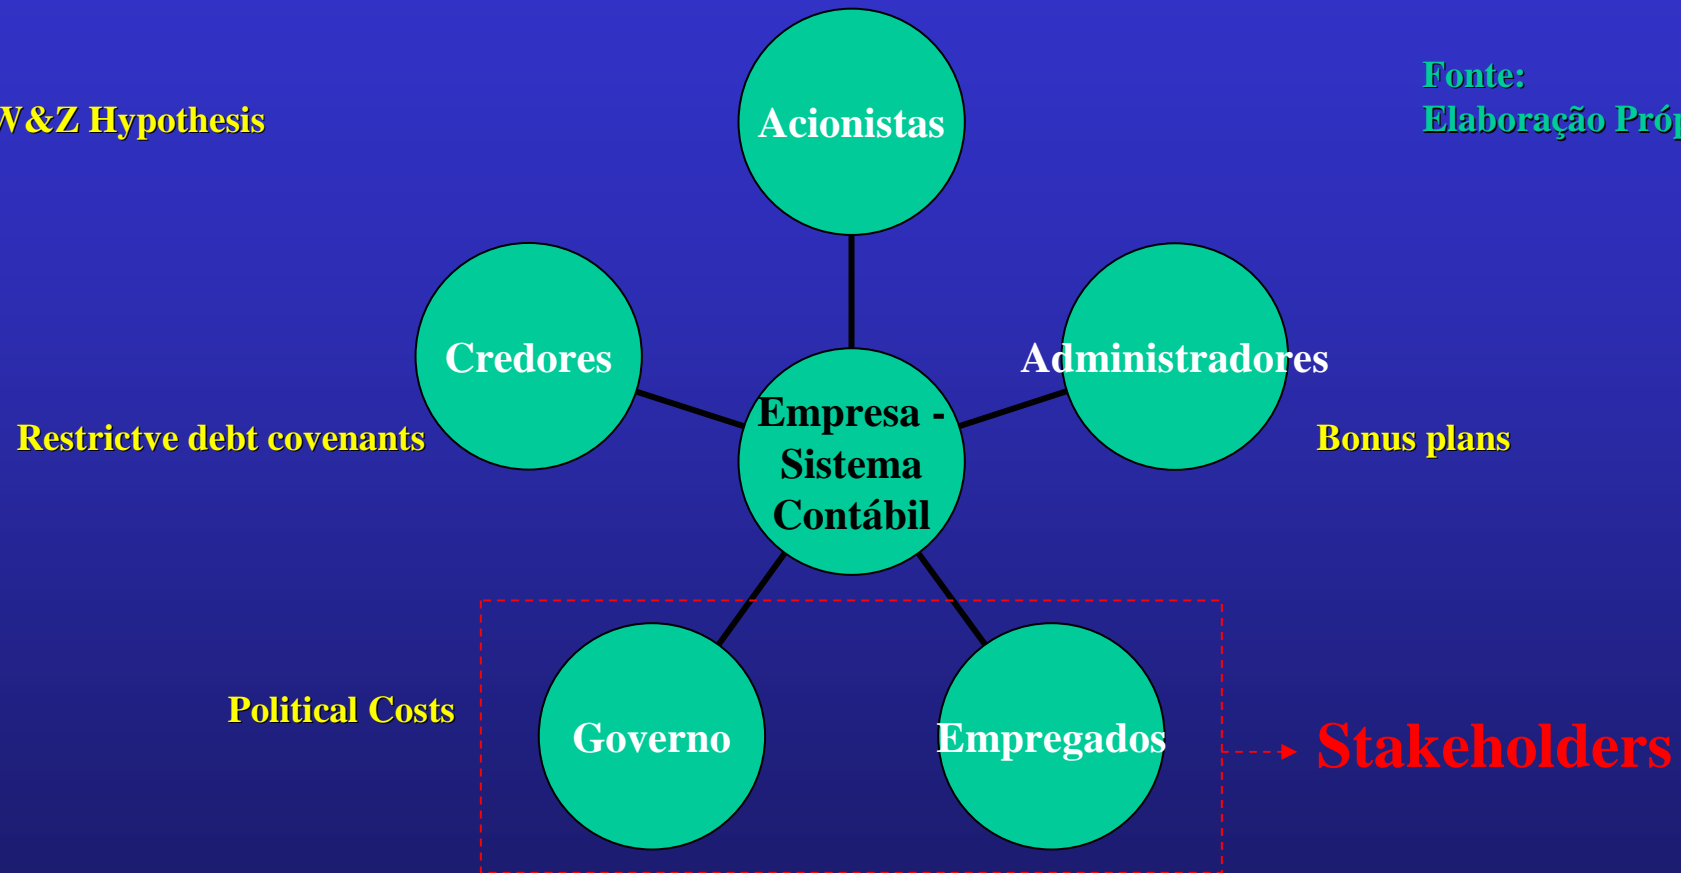 Acionistas
Fonte:
Elaboração
W&Z Hypothesis
Credores
Administradores
Empresa -
Sistema
Contábil
Restrictve debt covenants
Bonus plans
Political Costs
Governo
Empregados
Stakeholders